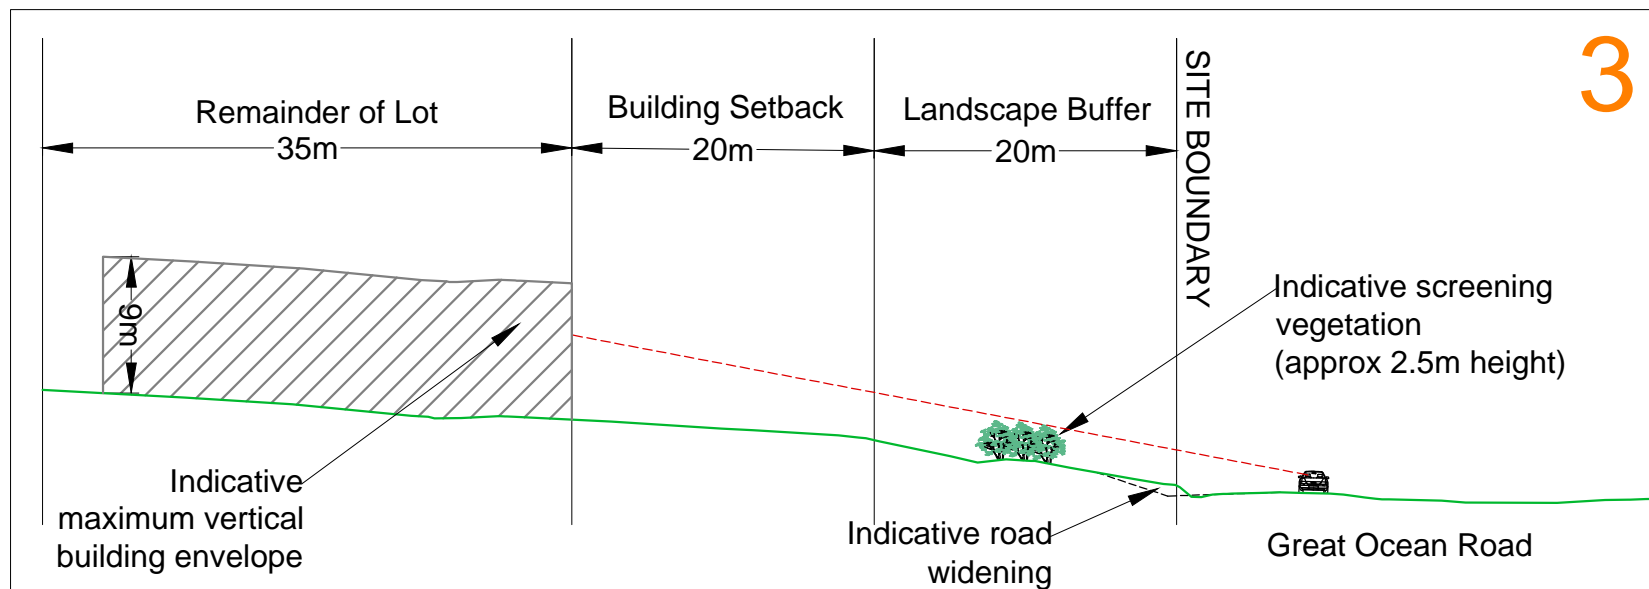 3
SITE BOUNDARY
Remainder of Lot
35m
Building Setback
20m
Landscape Buffer
20m
9m
Indicative screening
vegetation
(approx 2.5m height)
Indicative
maximum vertical
building envelope
Indicative road
widening
Great Ocean Road